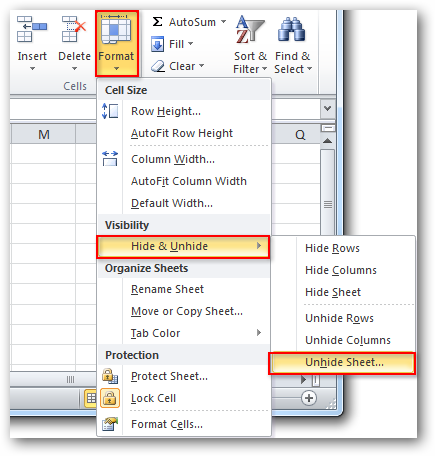 Insert
Delete
Format
AutoSum
Fill
Clear
Sort &
Filter
Find &
Select
Cells
M
Q
Cell Size
Row Height...
AutoFit Row Height
Column Width...
AutoFit Column Width
Default Width...
Visibility
Hide & Unhide
Organize Sheets
Rename Sheet
Move or Copy Sheet...
Tab Color
Protection
Protect Sheet...
Lock Cell
Format Cells...
Hide Rows
Hide Columns
Hide Sheet
Unhide Rows
Unhide Columns
Unhide Sheet...